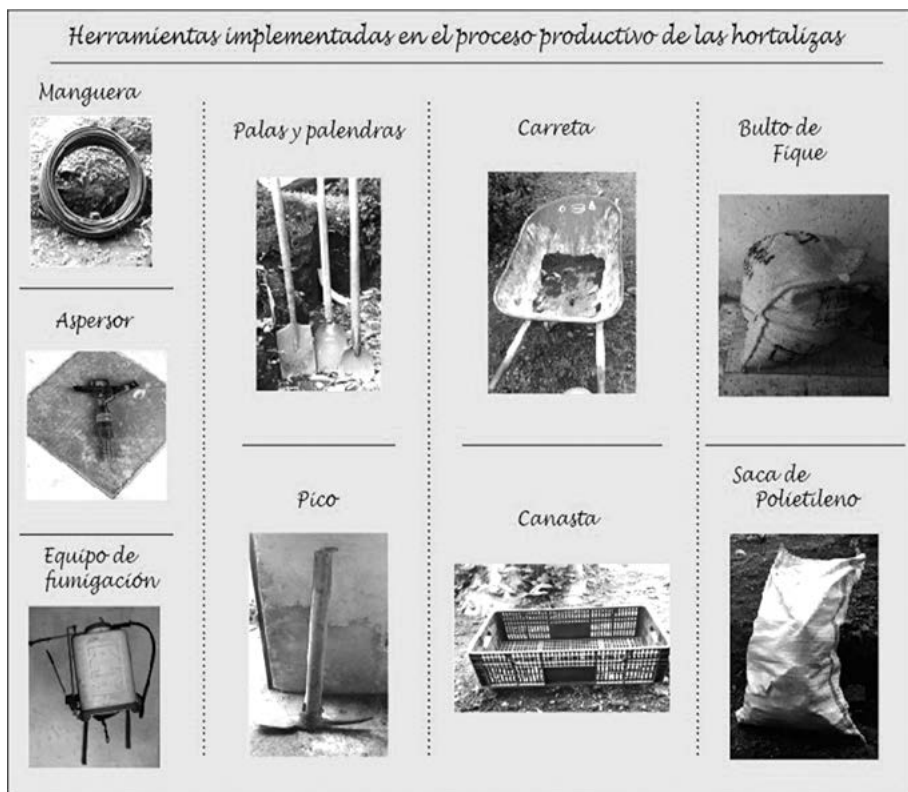 Herramientas implementadas en el proceso productivo de las hortalizas
Manguera
Aspersor
Equipo de
fumigación
Palas y palendras
Pico
Carreta
Canasta
Bulto de
Fique
Saca de
Polietileno